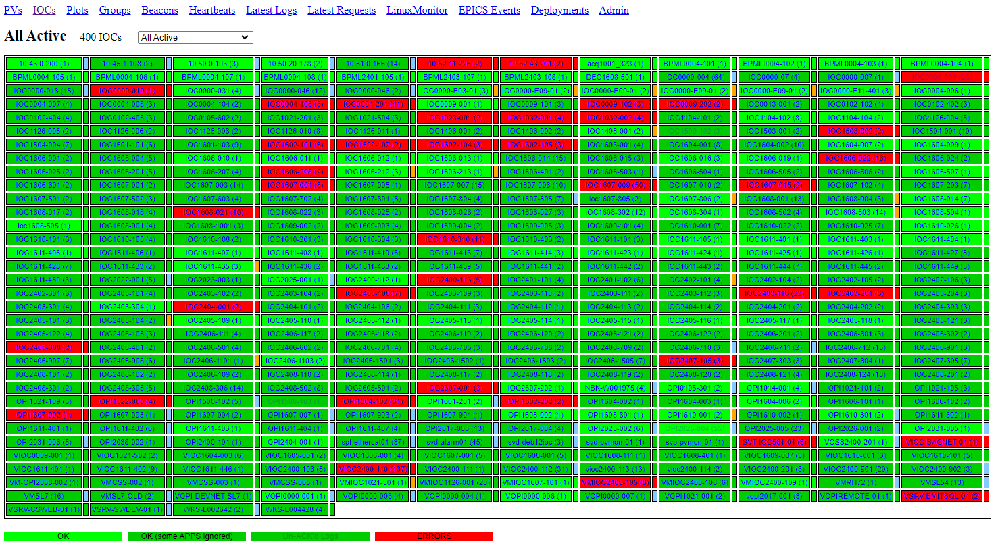 PVs IOCs Plots Groups Beacons Heartbeats Latest Logs Latest Requests LinuxMonitor EPICS Events Deployments Admin
All Active 400 IOCs All Active
10.43.0.200 (1) 10.45.1.108 (2) 10.50.0.193 (3) 10.50.20.178 (2) 10.51.0.166 (14) 10.52.11.226 (2) 10.52.43.201 (2) acq1001_323 (1) BPML0004-101 (1) BPML0004-102 (1) BPML0004-103 (1) BPML0004-104 (1)
BPML0004-105 (1) BPML0004-106 (1) BPML0004-107 (1) BPML0004-108 (1) BPML2401-105 (1) BPML2403-107 (1) BPML2403-108 (1) DEC1608-501 (1) IOC0000-004 (64) IOC0000-07 (4) IOC0000-007 (1)
IOC0000-018 (15) IOC0000-019 (1) IOC0000-031 (4) IOC0000-046 (12) IOC0000-046 (2) IOC0000-E03-01 (3) IOC0000-E09-01 (2) IOC0000-E09-01 (2) IOC0000-E09-01 (2) IOC0000-E09-01 (2) IOC0000-E11-401 (3) IOC0004-006 (1)
IOC0004-007 (4) IOC0004-008 (3) IOC0004-104 (2) IOC0004-105 (3) IOC0004-201 (41) IOC0009-001 (1) IOC0009-101 (3) IOC0009-102 (3) IOC0009-202 (2) IOC0013-001 (2) IOC0102-102 (4) IOC0102-402 (3)
IOC0102-404 (4) IOC0102-405 (3) IOC0105-602 (2) IOC1021-201 (3) IOC1021-504 (3) IOC1023-001 (2) IOC1032-001 (4) IOC1032-002 (4) IOC1104-101 (2) IOC1104-102 (8) IOC1104-104 (2) IOC1126-004 (5)
IOC1126-005 (2) IOC1126-006 (2) IOC1126-008 (2) IOC1126-010 (8) IOC1126-011 (1) IOC1406-001 (2) IOC1406-002 (2) IOC1408-001 (2) IOC1503-001 (2) IOC1503-002 (2) IOC1504-001 (10)
IOC1504-004 (7) IOC1601-101 (6) IOC1601-103 (9) IOC1602-101 (6) IOC1602-102 (2) IOC1602-104 (3) IOC1602-105 (3) IOC1603-001 (4) IOC1604-001 (8) IOC1604-002 (10) IOC1604-007 (2) IOC1604-009 (1)
IOC1606-001 (2) IOC1606-004 (5) IOC1606-010 (1) IOC1606-011 (1) IOC1606-012 (1) IOC1606-013 (1) IOC1606-014 (15) IOC1606-015 (3) IOC1606-016 (3) IOC1606-019 (1) IOC1606-022 (16) IOC1606-024 (2)
IOC1606-025 (2) IOC1606-201 (5) IOC1606-207 (4) IOC1606-208 (2) IOC1606-212 (3) IOC1606-213 (1) IOC1606-401 (2) IOC1606-503 (1) IOC1606-504 (1) IOC1606-505 (2) IOC1606-506 (2) IOC1606-507 (1)
IOC1606-601 (2) IOC1607-001 (2) IOC1607-003 (14) IOC1607-004 (3) IOC1607-005 (1) IOC1607-007 (15) IOC1607-008 (10) IOC1607-009 (50) IOC1607-010 (2) IOC1607-015 (2) IOC1607-102 (4) IOC1607-203 (7)
IOC1607-501 (2) IOC1607-502 (3) IOC1607-603 (4) IOC1607-702 (4) IOC1607-801 (5) IOC1607-804 (4) IOC1607-805 (7) ioc1607-805 (2) IOC1607-806 (2) IOC1608-001 (13) IOC1608-004 (3) IOC1608-014 (7)
IOC1608-017 (2) IOC1608-018 (4) IOC1608-021 (10) IOC1608-022 (3) IOC1608-025 (2) IOC1608-026 (2) IOC1608-027 (3) IOC1608-302 (12) IOC1608-304 (1) IOC1608-502 (4) IOC1608-503 (14) IOC1608-504 (1)
ioc1608-505 (1) IOC1608-901 (4) IOC1608-1001 (3) IOC1609-002 (2) IOC1609-003 (4) IOC1609-004 (2) IOC1609-005 (3) IOC1609-101 (4) IOC1610-001 (7) IOC1610-022 (2) IOC1610-025 (7) IOC1610-026 (1)
IOC1610-101 (3) IOC1610-105 (4) IOC1610-108 (2) IOC1610-201 (3) IOC1610-304 (3) IOC1610-310 (11) IOC1610-403 (2) IOC1611-101 (3) IOC1611-105 (1) IOC1611-401 (1) IOC1611-403 (1) IOC1611-404 (1)
IOC1611-405 (1) IOC1611-406 (1) IOC1611-407 (1) IOC1611-408 (1) IOC1611-410 (6) IOC1611-413 (7) IOC1611-414 (3) IOC1611-423 (1) IOC1611-424 (1) IOC1611-425 (1) IOC1611-426 (1) IOC1611-427 (8)
IOC1611-428 (7) IOC1611-433 (2) IOC1611-435 (3) IOC1611-436 (2) IOC1611-438 (2) IOC1611-439 (5) IOC1611-441 (2) IOC1611-442 (2) IOC1611-443 (2) IOC1611-444 (7) IOC1611-445 (2) IOC1611-449 (3)
IOC1611-450 (3) IOC2022-001 (5) IOC2023-003 (1) IOC2025-001 (1) IOC2400-112 (1) IOC2400-113 (5) IOC2401-101 (4) IOC2401-102 (6) IOC2402-101 (4) IOC2402-104 (2) IOC2402-105 (2) IOC2402-106 (3)
IOC2402-301 (6) IOC2403-101 (4) IOC2403-102 (2) IOC2403-104 (2) IOC2403-108 (7) IOC2403-109 (3) IOC2403-110 (2) IOC2403-111 (2) IOC2403-112 (3) IOC2403-116 (22) IOC2403-201 (6) IOC2403-204 (3)
IOC2403-301 (4) IOC2403-304 (1) IOC2404-001 (2) IOC2404-101 (2) IOC2404-106 (2) IOC2404-111 (3) IOC2404-112 (1) IOC2404-113 (2) IOC2404-114 (2) IOC2404-201 (2) IOC2404-202 (2) IOC2404-303 (3)
IOC2405-101 (3) IOC2405-104 (2) IOC2405-109 (1) IOC2405-110 (1) IOC2405-112 (1) IOC2405-113 (1) IOC2405-114 (1) IOC2405-115 (1) IOC2405-116 (1) IOC2405-117 (1) IOC2405-118 (1) IOC2405-121 (3)
IOC2405-122 (4) IOC2406-105 (3) IOC2406-111 (4) IOC2406-117 (2) IOC2406-118 (2) IOC2406-119 (2) IOC2406-120 (2) IOC2406-121 (2) IOC2406-122 (2) IOC2406-201 (2) IOC2406-301 (3) IOC2406-302 (2)
IOC2406-303 (2) IOC2406-401 (2) IOC2406-501 (4) IOC2406-602 (2) IOC2406-701 (4) IOC2406-705 (3) IOC2406-708 (2) IOC2406-709 (2) IOC2406-710 (3) IOC2406-711 (2) IOC2406-712 (13) IOC2406-901 (3)
IOC2406-907 (7) IOC2406-908 (6) IOC2406-1101 (1) IOC2406-1103 (2) IOC2406-1501 (3) IOC2406-1502 (1) IOC2406-1503 (2) IOC2406-1505 (7) IOC2407-105 (3) IOC2407-303 (3) IOC2407-304 (1) IOC2407-305 (7)
IOC2408-101 (2) IOC2408-102 (2) IOC2408-109 (2) IOC2408-110 (2) IOC2408-114 (1) IOC2408-117 (2) IOC2408-118 (2) IOC2408-119 (2) IOC2408-120 (2) IOC2408-121 (4) IOC2408-124 (18) IOC2408-201 (2)
IOC2408-301 (2) IOC2408-305 (5) IOC2408-306 (14) IOC2408-502 (8) IOC2605-501 (2) IOC2607-001 (3) IOC2607-202 (1) NBK-W001975 (4) OPI0105-301 (2) OPI1014-001 (4) OPI1021-101 (2) OPI1021-105 (3)
OPI1021-109 (3) OPI1022-005 (4) OPI1500-102 (5) OPI1500-103 (1) OPI1504-102 (31) OPI1601-201 (2) OPI1602-202 (2) OPI1604-002 (1) OPI1604-003 (1) OPI1604-006 (2) OPI1606-101 (1) OPI1606-102 (2)
OPI1607-002 (1) OPI1607-003 (1) OPI1607-004 (2) OPI1607-007 (1) OPI1607-903 (2) OPI1607-904 (1) OPI1608-002 (1) OPI1608-801 (1) OPI1610-001 (2) OPI1610-002 (1) OPI1610-301 (2) OPI1611-302 (1)
OPI1611-401 (1) OPI1611-402 (6) OPI1611-403 (1) OPI1611-404 (1) OPI1611-407 (4) OPI2017-003 (13) OPI2017-004 (4) OPI2025-002 (6) OPI2025-004 (55) OPI2025-005 (23) OPI2026-001 (2) OPI2031-005 (1)
OPI2031-006 (5) OPI2038-002 (1) OPI2400-101 (1) OPI2404-001 (1) spt-ethercat01 (37) svd-alarm01 (45) svd-deb12ioc (3) svd-pvmon-01 (1) svp-pvmon-01 (1) SVT-IOC561-01 (3) VCSS2400-201 (1) VIOC-BACNET-01 (1)
VIOC0009-001 (1) VIOC1021-502 (2) VIOC1604-003 (6) VIOC1605-601 (2) VIOC1606-001 (4) VIOC1607-001 (5) VIOC1608-001 (5) VIOC1608-111 (1) VIOC1608-401 (1) VIOC1609-007 (3) VIOC1610-001 (3) VIOC1610-101 (5)
VIOC1611-401 (1) VIOC1611-402 (9) VIOC1611-446 (1) VIOC2400-103 (5) VIOC2400-110 (137) VIOC2400-111 (1) VIOC2400-112 (31) vioc2400-113 (13) vioc2400-114 (2) VIOC2400-201 (3) VIOC2400-901 (20) VIOC2400-902 (3)
VM-OPI2038-002 (1) VMCSS-002 (1) VMCSS-003 (1) VMCSS-005 (1) VMIOC1021-501 (1) VMIOC1126-001 (20) VMIOC1607-101 (1) VMIOC2400-105 (8) VMIOC2400-106 (6) VMIOC2400-109 (1) VMRH72 (1) VMSL54 (13)
VMSL7 (16) VMSL7-OLD (2) VOPI-DEVNET-SL7 (1) VOPI0000-001 (1) VOPI0000-003 (4) VOPI0000-004 (1) VOPI0000-006 (1) VOPI0000-007 (1) VOPI1021-001 (2) vopi2017-001 (3) VOPIREMOTE-01 (1) VSRV-BMITSQL-01 (2)
VSRV-CSWEB-01 (1) VSRV-SWDEV-01 (1) WKS-L002642 (2) WKS-L004428 (4)
OK OK (some APPS ignored) Un-ACK'd Logs ERRORS